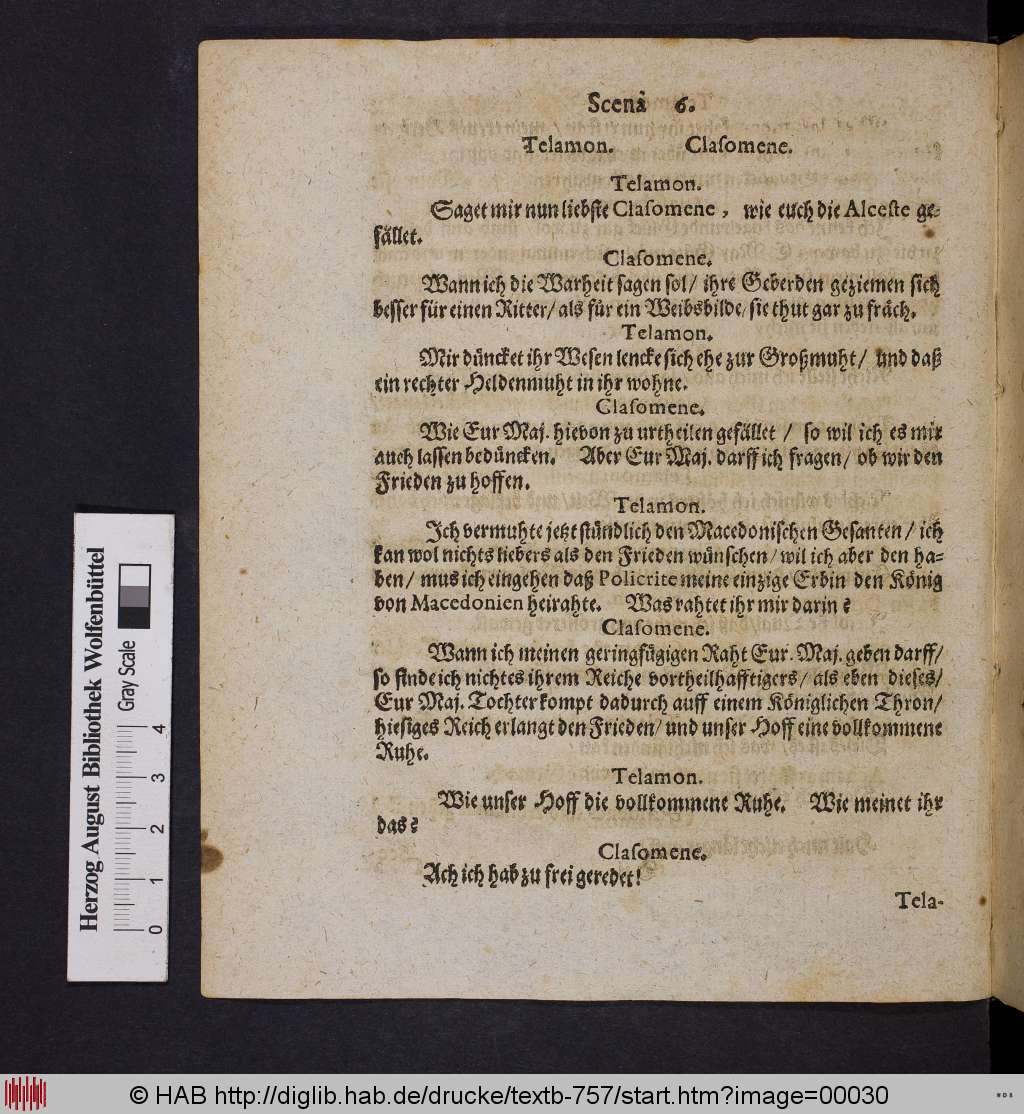 Scenà 6.
Telamon. Claſomene.
Telamon.
Saget mir nun liebſte Claſomene, wie euch die Alceſte ge-
fället.
Claſomene.
Wann ich die Warheit ſagen ſol/ ihre Geberden geziemen ſich
beſſer für einen Ritter/ als für ein Weibsbilde/ ſie thut gar zu fräch.
Telamon.
Mir düncket ihr Weſen lencke ſich ehe zur Großmuht/ und daß
ein rechter Heldenmuht in ihr wohne.
Claſomene.
Wie Eur Maj. hievon zu urtheilen gefället / ſo wil ich es mir
auch laſſen bedüncken. Aber Eur Maj. darff ich fragen/ ob wir den
Frieden zu hoffen.
Telamon.
Ich vermuhte jetzt ſtündlich den Macedoniſchen Geſanten/ ich
kan wol nichts liebers als den Frieden wünſchen/ wil ich aber den ha-
ben/ mus ich eingehen daß Policrite meine einzige Erbin den König
von Macedonien heirahte. Was rahtet ihr mir darin?
Claſomene.
Wann ich meinen geringfügigen Raht Eur. Maj. geben darff/
ſo finde ich nichtes ihrem Reiche vortheilhafftigers/ als eben dieſes/
Eur Maj. Tochter kompt dadurch auff einem Königlichen Thron/
hieſiges Reich erlangt den Frieden/ und unſer Hoff eine vollkommene
Ruhe.
Telamon.
Wie unſer Hoff die vollkommene Ruhe. Wie meinet ihr
das?
Claſomene.
Ach ich hab zu frei geredet!
Tela-
Herzog August Bibliothek Wolfenbüttel
Gray Scale
0 1 2 3 4
© HAB http://diglib.hab.de/drucke/textb-757/start.htm?image=00030